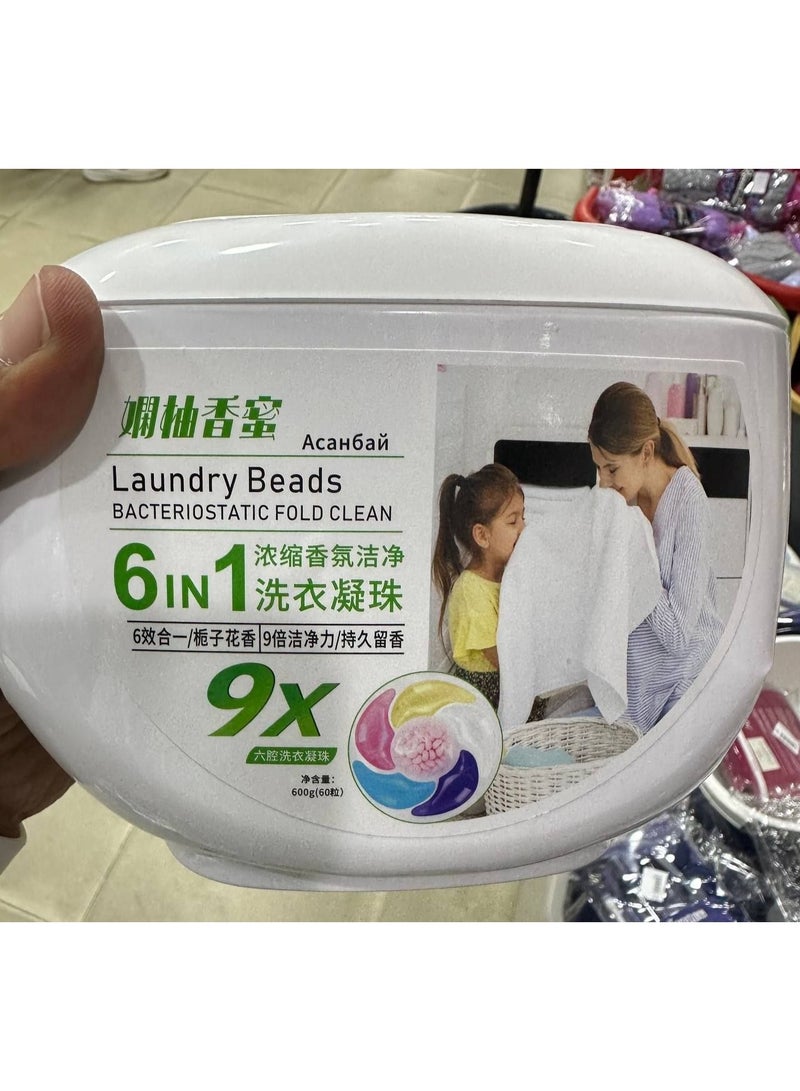 嫻柚香蜜
Асанбай
Laundry Beads
BACTERIOSTATIC FOLD CLEAN
6IN1
浓缩香氛洁净
洗衣凝珠
6效合一/栀子花香|9倍洁净力/持久留香
9X
六腔洗衣凝珠
净含量:
600g(60粒)